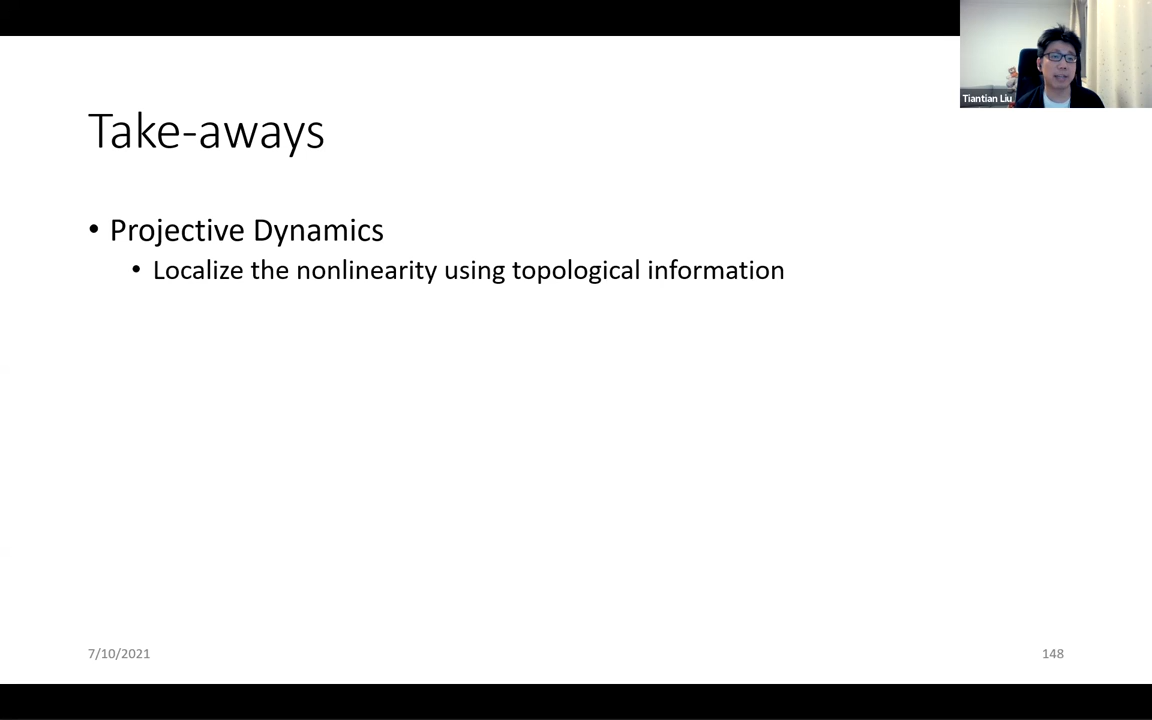 Tiantian Liu
Take-aways
• Projective Dynamics
• Localize the nonlinearity using topological information
7/10/2021
148